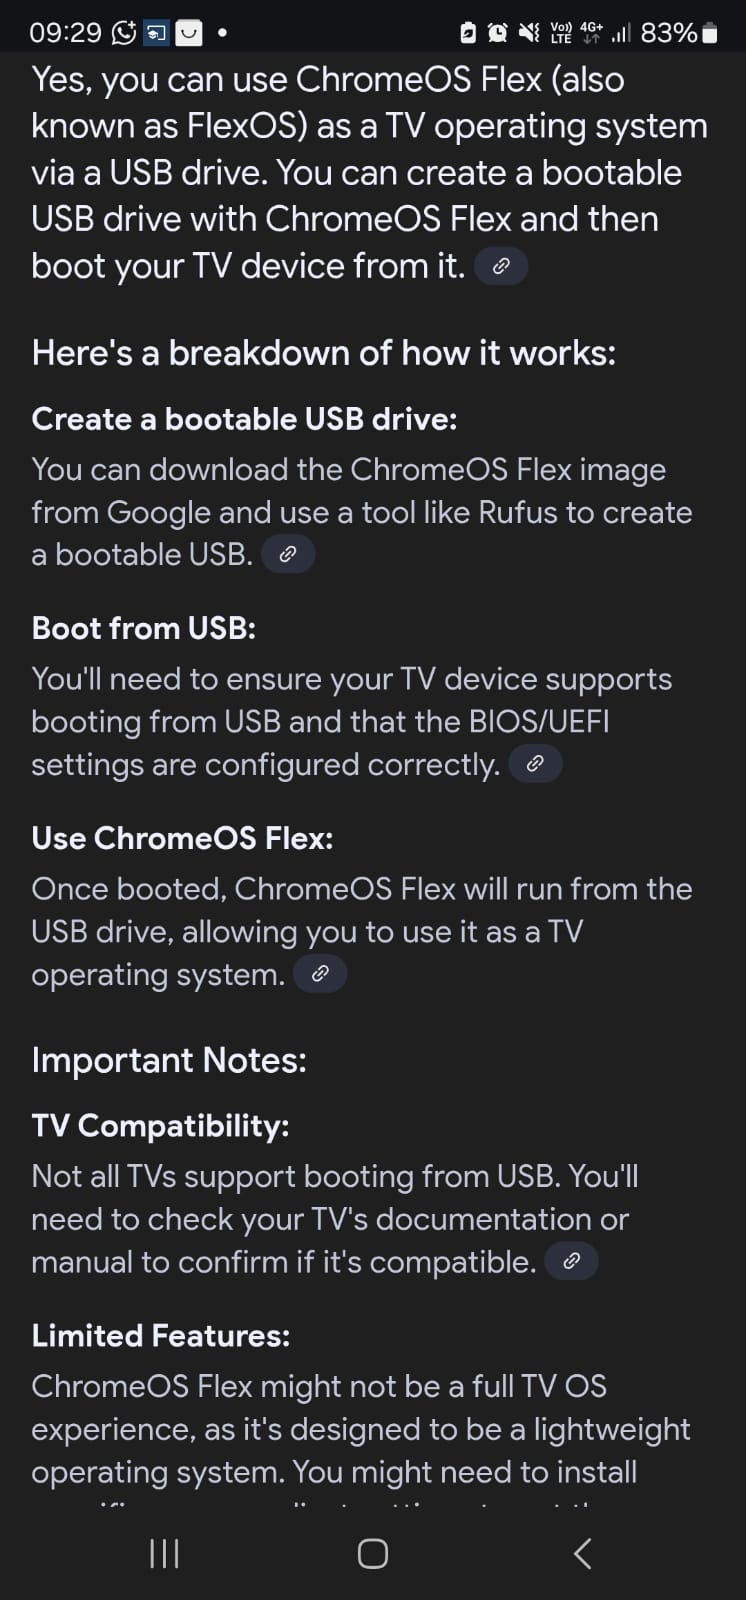 09:29
Vo))
LTE
4G+
83%
Yes, you can use ChromeOS Flex (also
known as FlexOS) as a TV operating system
via a USB drive. You can create a bootable
USB drive with ChromeOS Flex and then
boot your TV device from it.
Here's a breakdown of how it works:
Create a bootable USB drive:
You can download the ChromeOS Flex image
from Google and use a tool like Rufus to create
a bootable USB.
Boot from USB:
You'll need to ensure your TV device supports
booting from USB and that the BIOS/UEFI
settings are configured correctly.
Use ChromeOS Flex:
Once booted, ChromeOS Flex will run from the
USB drive, allowing you to use it as a TV
operating system.
Important Notes:
TV Compatibility:
Not all TVs support booting from USB. You'll
need to check your TV's documentation or
manual to confirm if it's compatible.
Limited Features:
ChromeOS Flex might not be a full TV OS
experience, as it's designed to be a lightweight
operating system. You might need to install